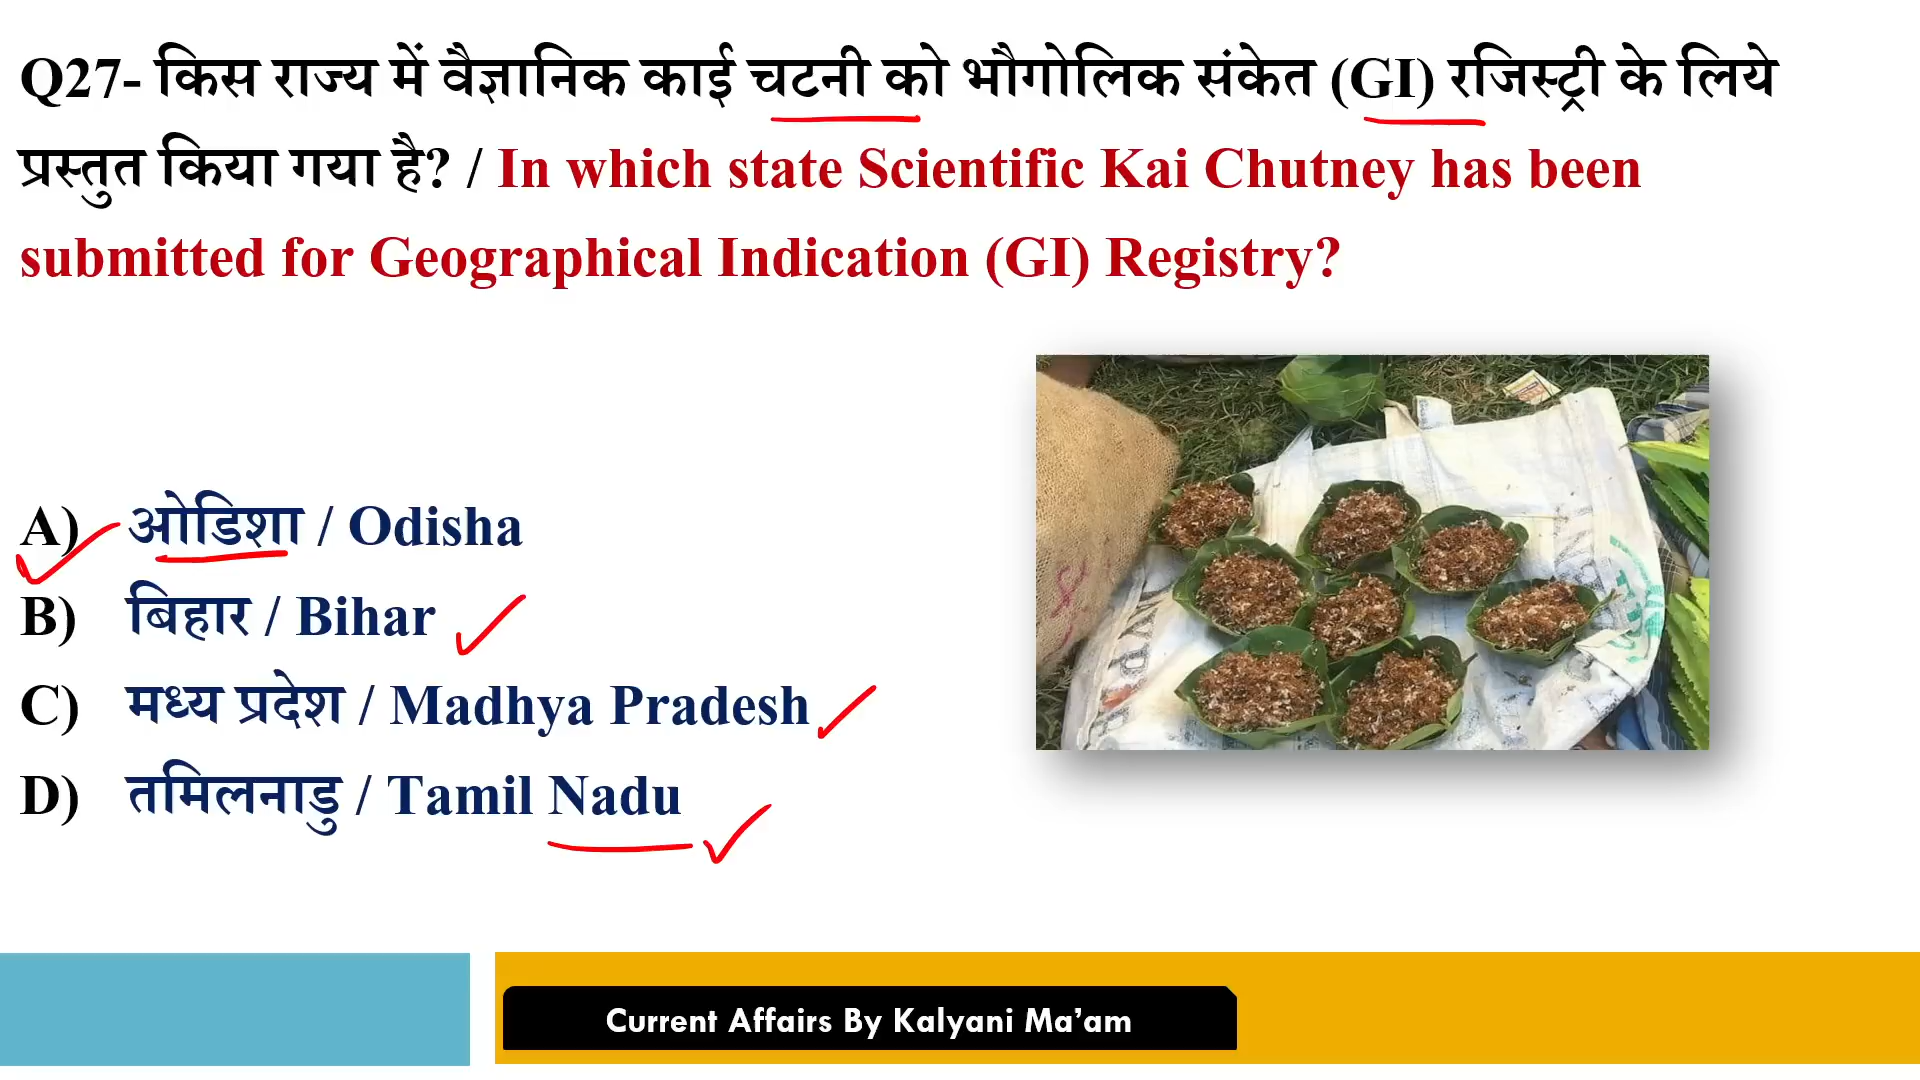 Q27- किस राज्य में वैज्ञानिक काई चटनी को भौगोलिक संकेत (GI) रजिस्ट्री के लिये
प्रस्तुत किया गया है? / In which state Scientific Kai Chutney has been
submitted for Geographical Indication (GI) Registry?
A) ओडिशा / Odisha
B) बिहार / Bihar
C) मध्य प्रदेश / Madhya Pradesh
D) तमिलनाडु / Tamil Nadu
Current Affairs By Kalyani Ma’am